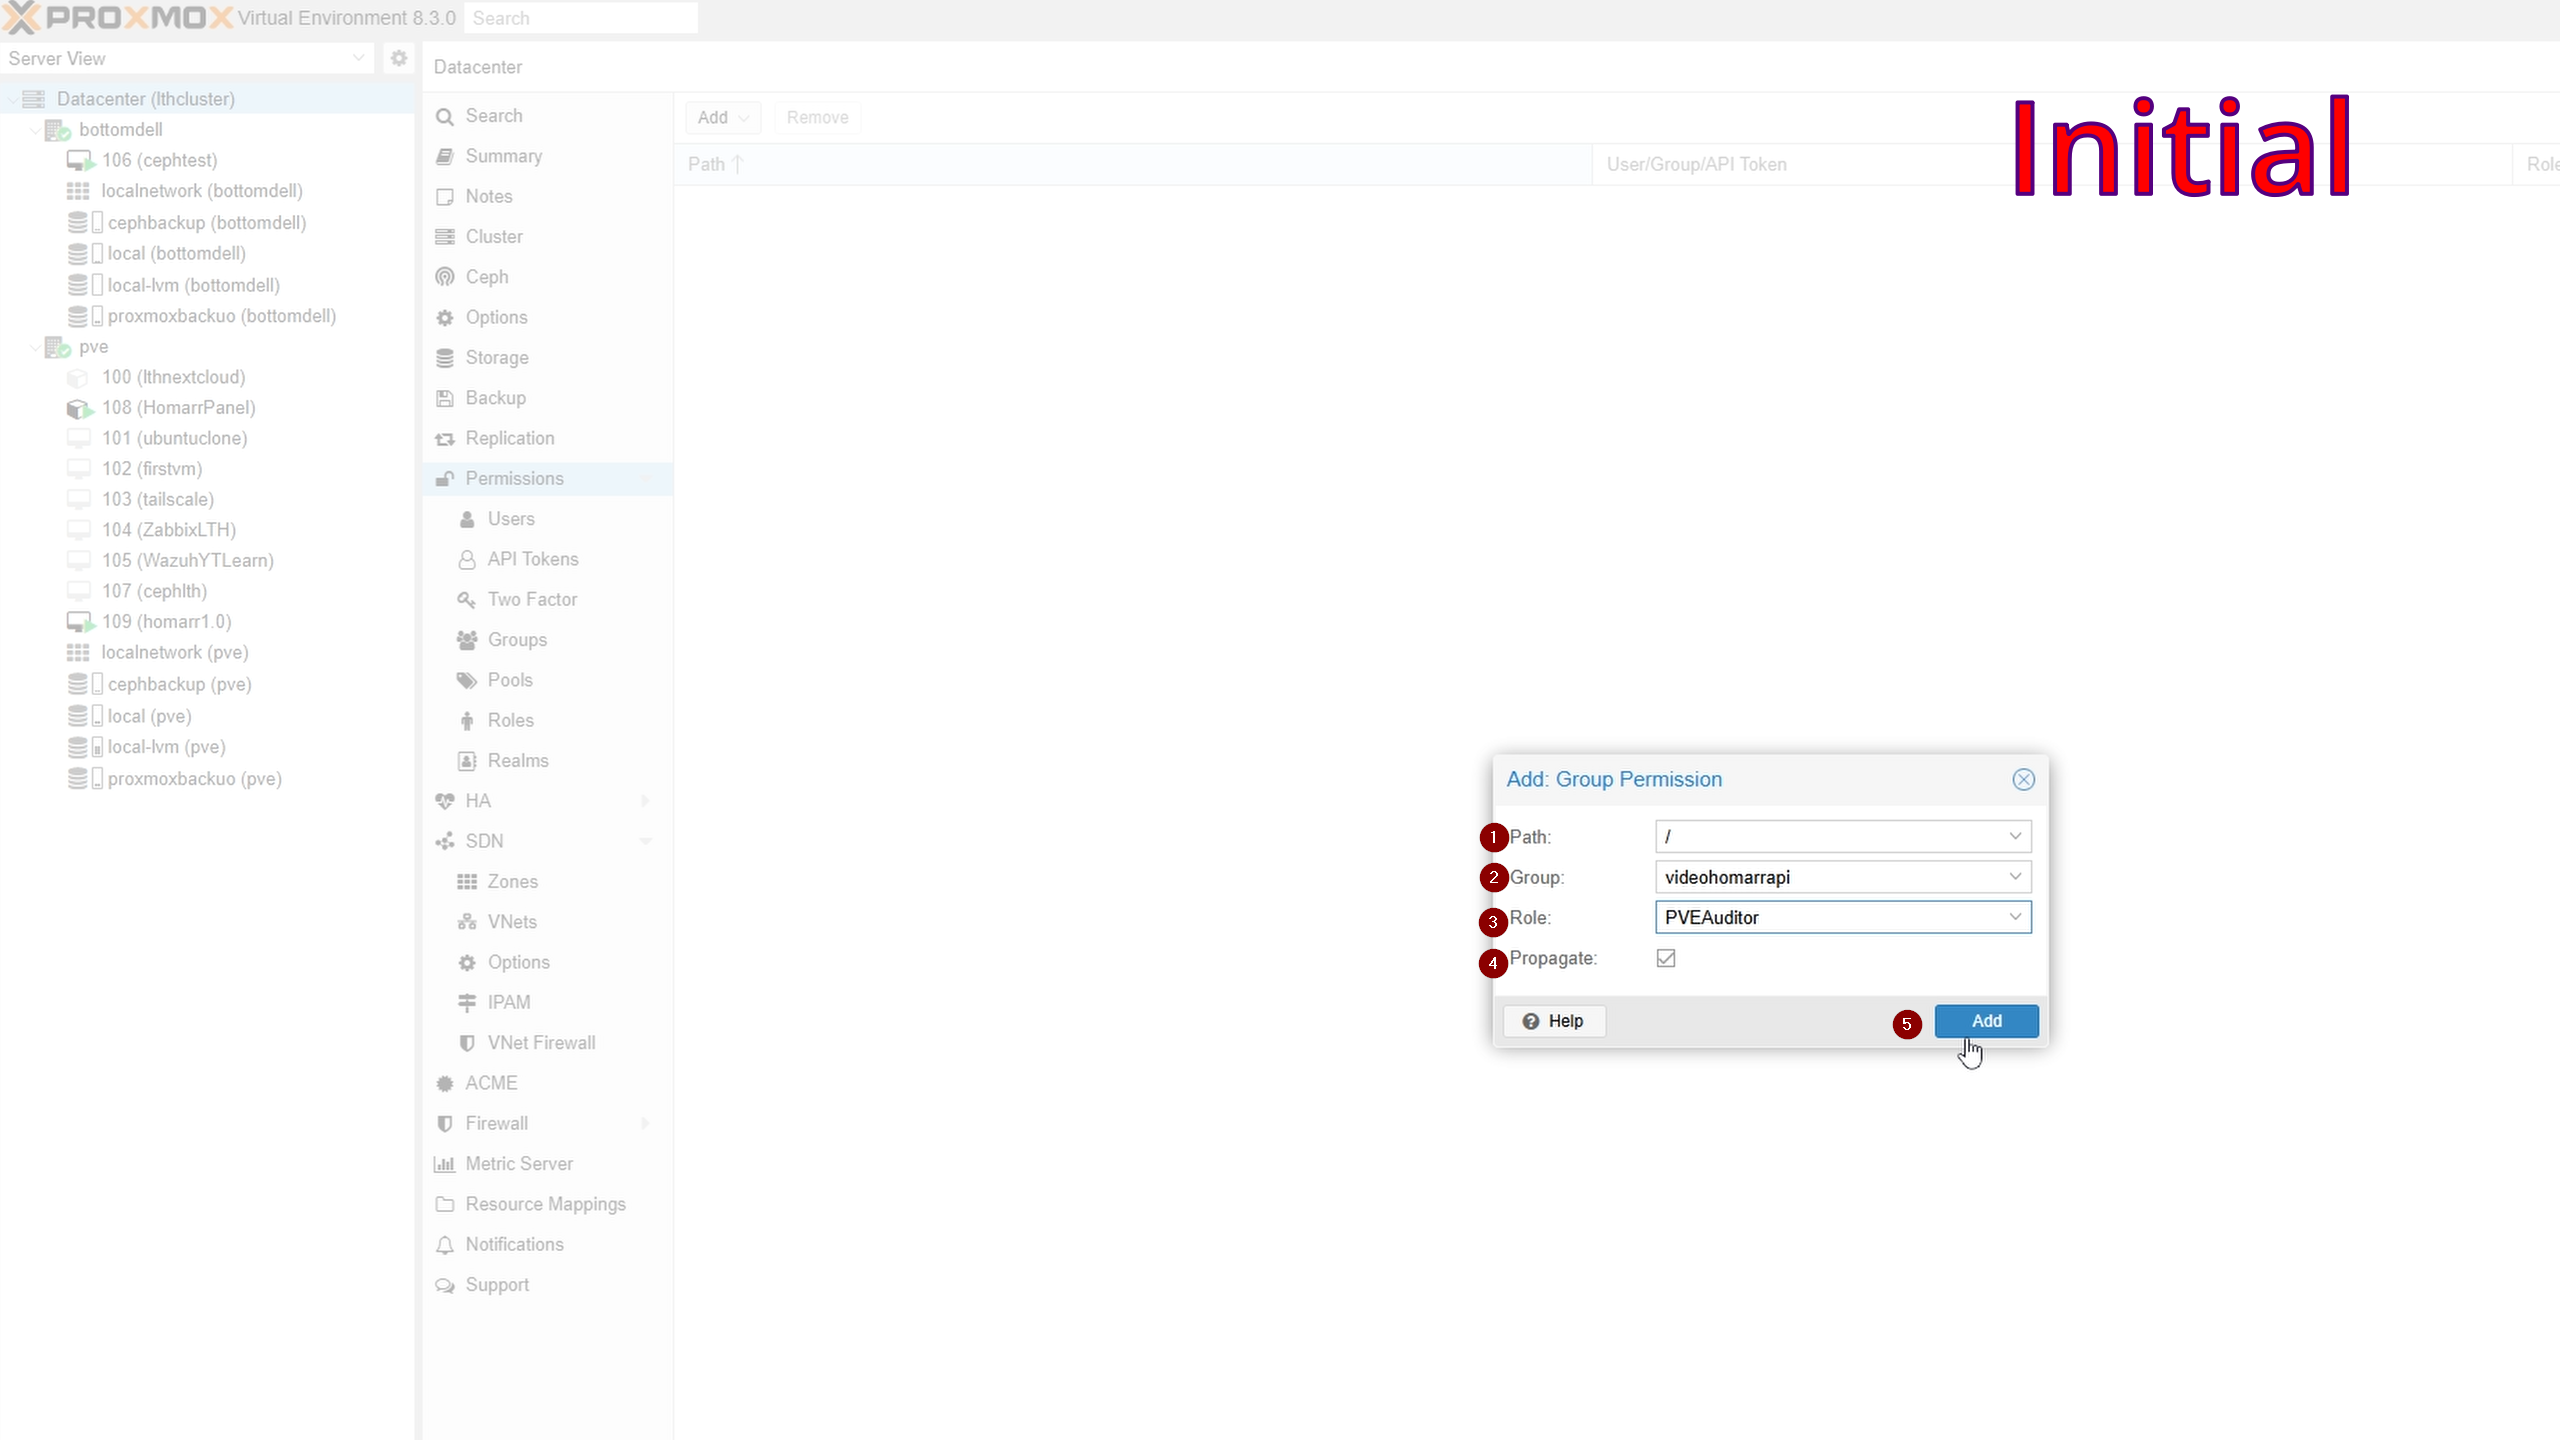 PROXMOX Virtual Environment 8.3.0 Search
Server View
Datacenter (lthcluster)
bottomdell
106 (cephtest)
localnetwork (bottomdell)
cephbackup (bottomdell)
local (bottomdell)
local-lvm (bottomdell)
proxmoxbackuo (bottomdell)
pve
100 (lthnextcloud)
108 (HomarrPanel)
101 (ubuntuclone)
102 (firstvm)
103 (tailscale)
104 (ZabbixLTH)
105 (WazuhYTLearn)
107 (cephlth)
109 (homarr1.0)
localnetwork (pve)
cephbackup (pve)
local (pve)
local-lvm (pve)
proxmoxbackuo (pve)
Datacenter
Search
Summary
Notes
Cluster
Ceph
Options
Storage
Backup
Replication
Permissions
Users
API Tokens
Two Factor
Groups
Pools
Roles
Realms
HA
SDN
Zones
VNets
Options
IPAM
VNet Firewall
ACME
Firewall
Metric Server
Resource Mappings
Notifications
Support
Add Remove
Path User/Group/API Token Role
Initial
Add: Group Permission
1 Path: /
2 Group: videohomarrapi
3 Role: PVEAuditor
4 Propagate:
Help 5 Add